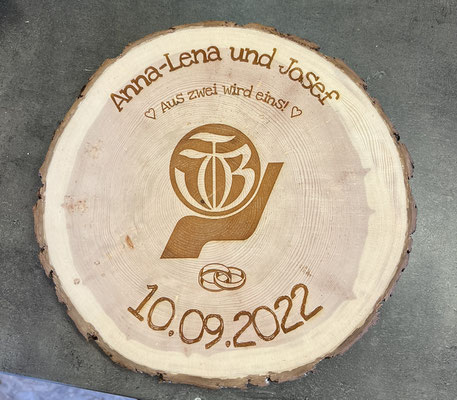 Anna-Lena und JoSef
♡ Aus zwei wird eins! ♡
10.09.2022